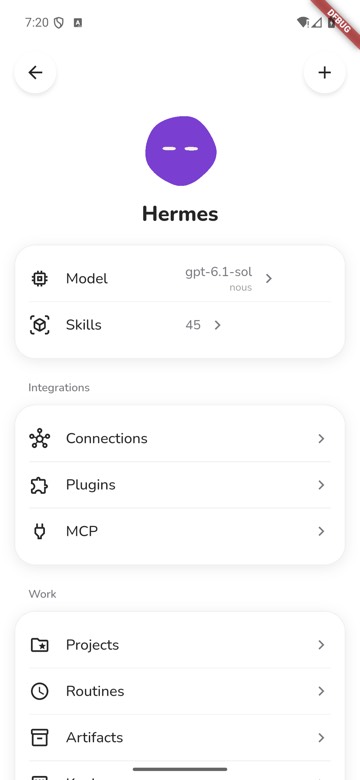 7:20
DEBUG
Hermes
Model
gpt-6.1-sol
nous
Skills
45
Integrations
Connections
Plugins
MCP
Work
Projects
Routines
Artifacts